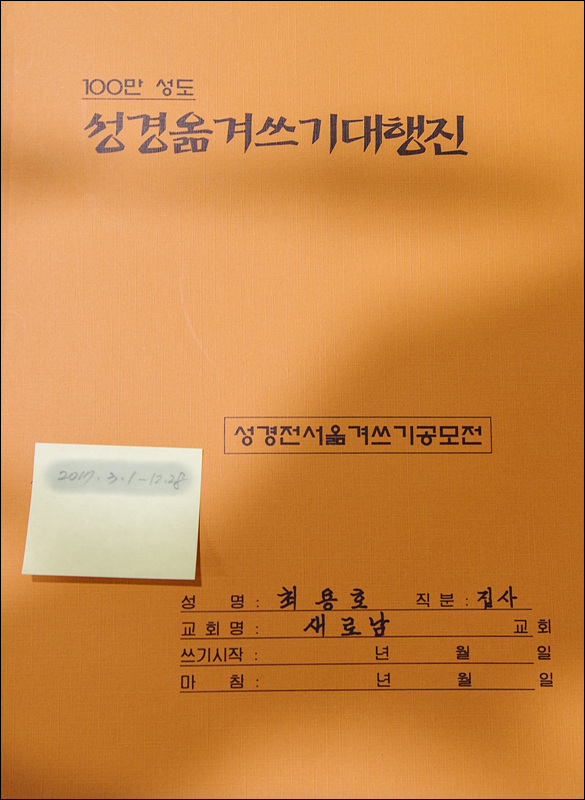 100만 성도
성경옮겨쓰기대행진
성경전서옮겨쓰기공모전
2017. 3. 1 - 12. 28
성 명 : 최용호 직분 : 집사
교회명 : 새로남 교회
쓰기시작 : 년 월 일
마 침 : 년 월 일